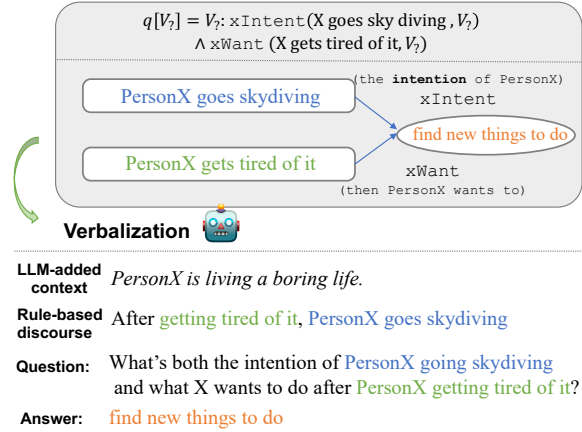 q[V?] = V?: xIntent(X goes sky diving , V?)
∧ xWant (X gets tired of it, V?)
(the intention of PersonX)
PersonX goes skydiving
xIntent
find new things to do
PersonX gets tired of it
xWant
(then PersonX wants to)
Verbalization
LLM-added context PersonX is living a boring life.
Rule-based discourse After getting tired of it, PersonX goes skydiving
Question: What's both the intention of PersonX going skydiving
and what X wants to do after PersonX getting tired of it?
Answer: find new things to do